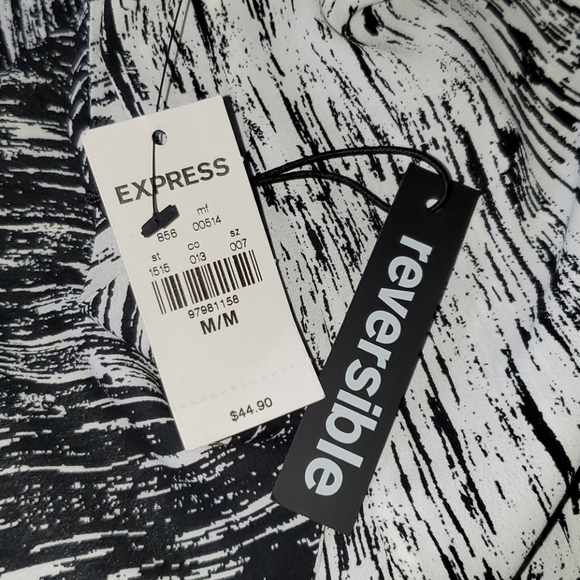 EXPRESS
mf
856 00514
st co sz
1515 013 007
97981158
M/M
$44.90
reversible